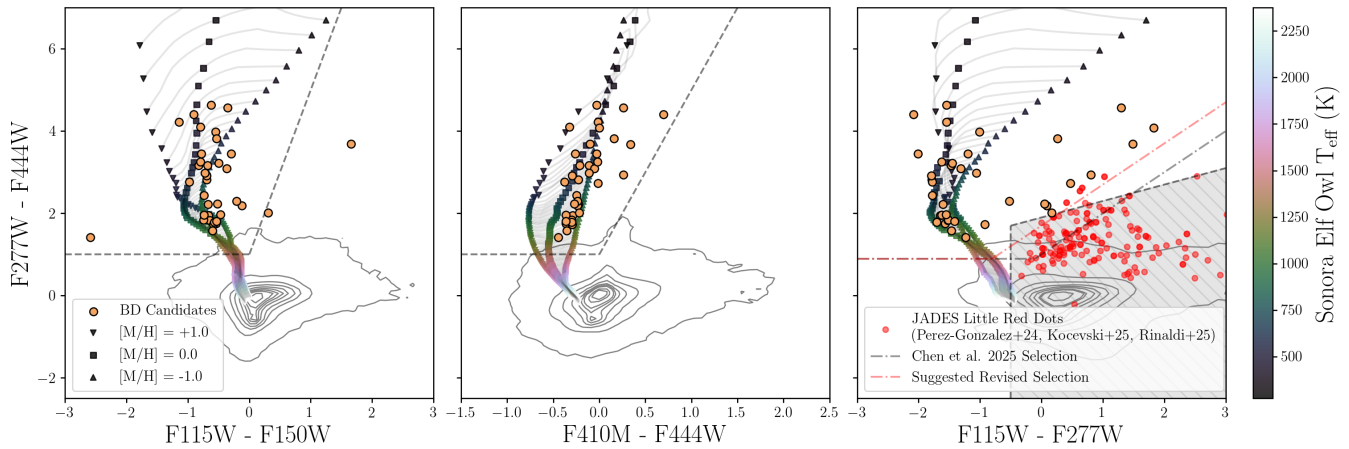 F277W - F444W
6
4
2
0
−2
BD Candidates
[M/H] = +1.0
[M/H] = 0.0
[M/H] = -1.0
−3 −2 −1 0 1 2 3
F115W - F150W
−1.5 −1.0 −0.5 0.0 0.5 1.0 1.5 2.0 2.5
F410M - F444W
JADES Little Red Dots
(Perez-Gonzalez+24, Kocevski+25, Rinaldi+25)
Chen et al. 2025 Selection
Suggested Revised Selection
−3 −2 −1 0 1 2 3
F115W - F277W
2250
2000
1750
1500
1250
1000
750
500
Sonora Elf Owl T_eff (K)